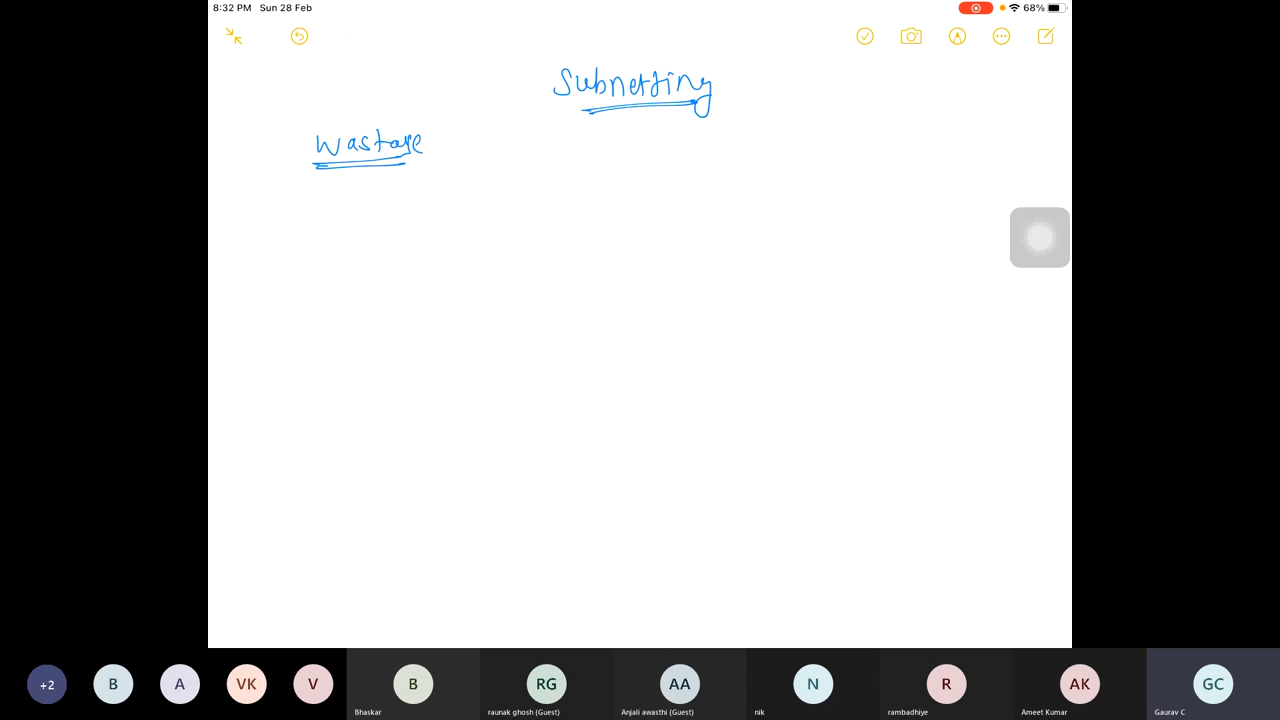 8:32 PM Sun 28 Feb 68%
Subnetting
Wastage
+2 B A VK V B RG AA N R AK GC
Bhaskar raunak ghosh (Guest) Anjali awasthi (Guest) nik rambadhiye Ameet Kumar Gaurav C